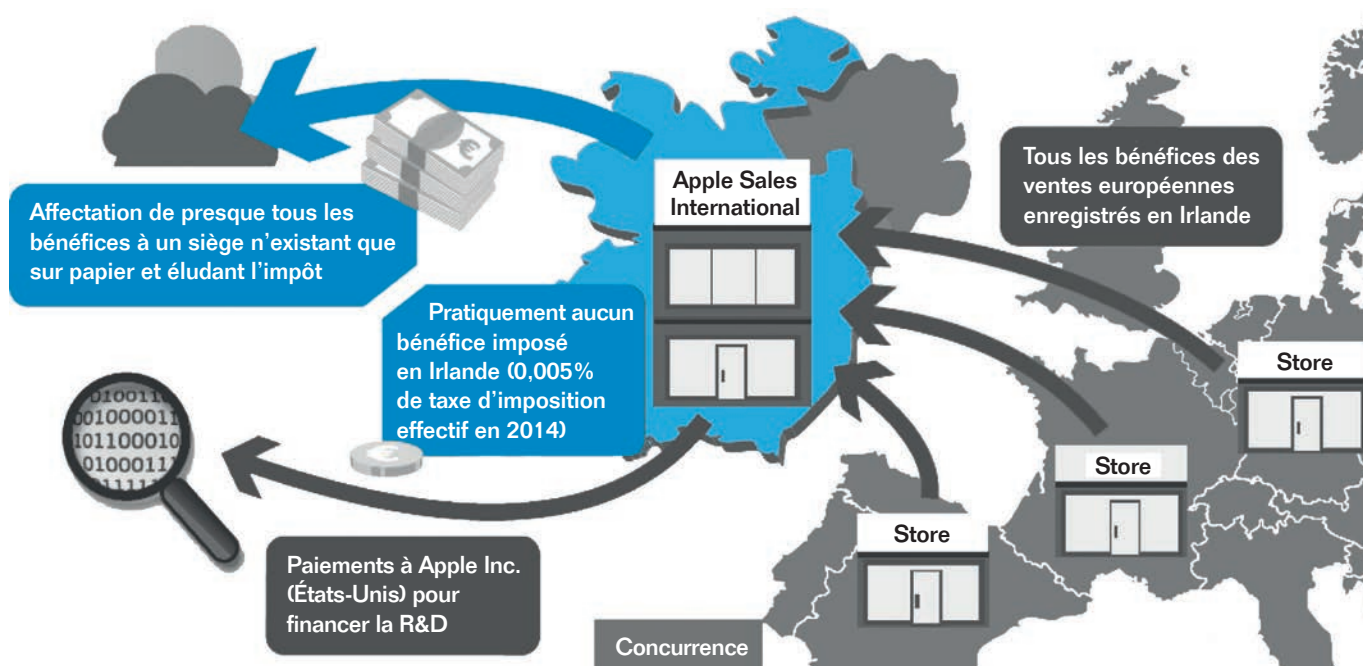 Affectation de presque tous les
bénéfices à un siège n’existant que
sur papier et éludant l’impôt
Apple Sales
International
Tous les bénéfices des
ventes européennes
enregistrés en Irlande
Pratiquement aucun
bénéfice imposé
en Irlande (0,005%
de taxe d’imposition
effectif en 2014)
Store
Store
Store
Paiements à Apple Inc.
(États-Unis) pour
financer la R&D
Concurrence
€
€
001000011
101100010